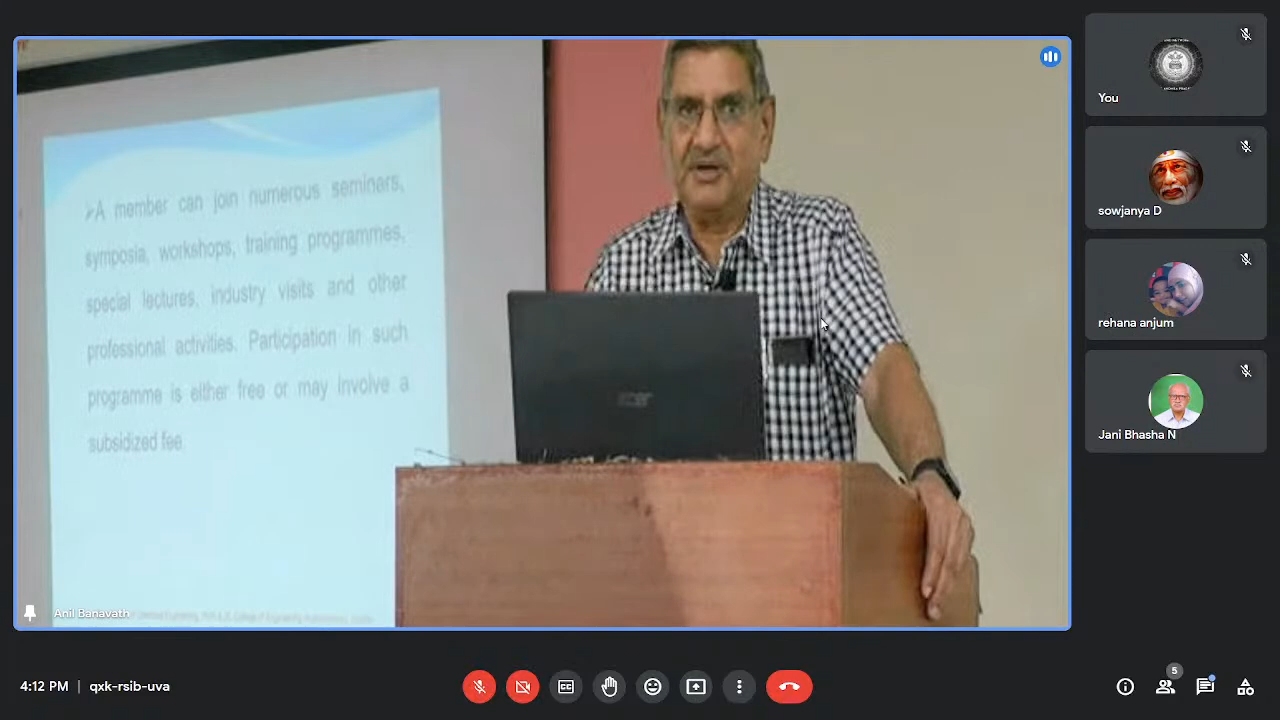 ➢A member can join numerous seminars,
symposia, workshops, training programmes,
special lectures, industry visits and other
professional activities. Participation in such
programme is either free or may involve a
subsidized fee
acer
Anil Banavath
You
sowjanya D
rehana anjum
Jani Bhasha N
4:12 PM | qxk-rsib-uva
5